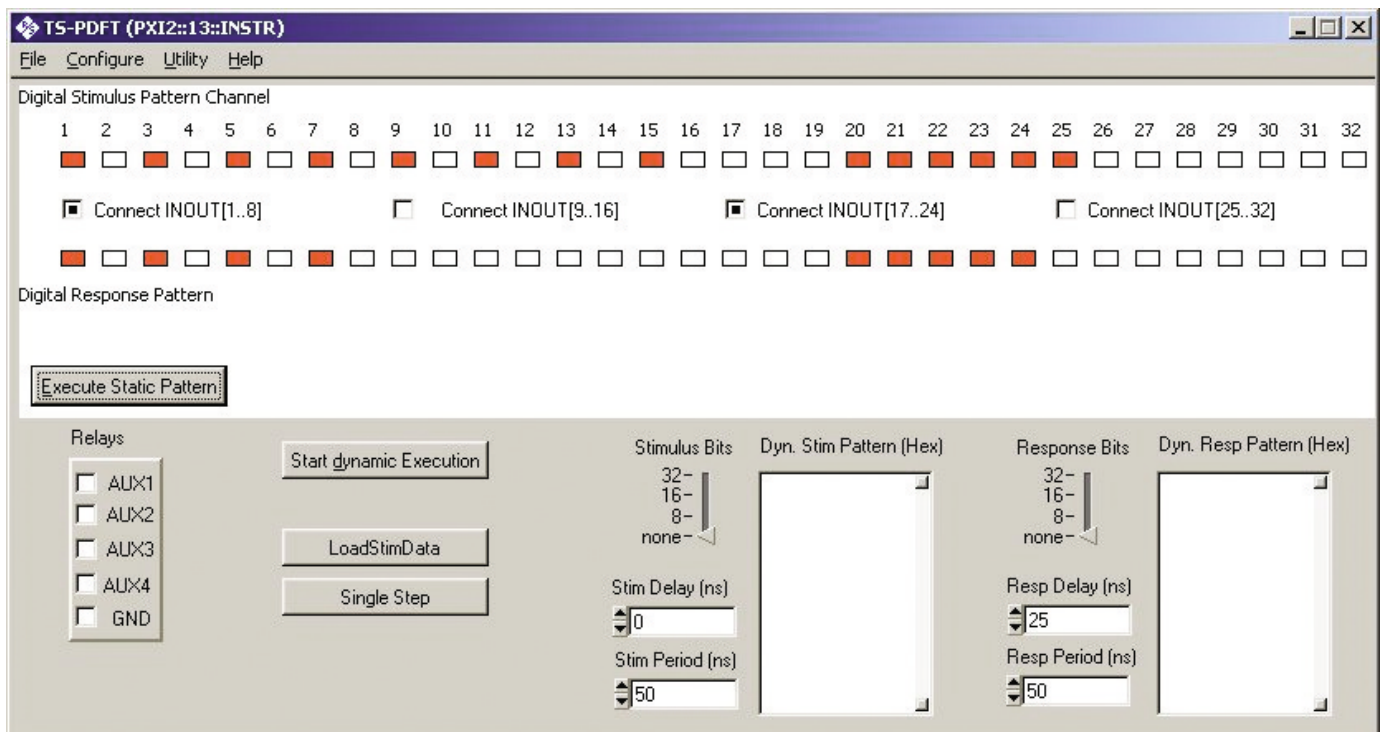 TS-PDFT (PXI2::13::INSTR)
File Configure Utility Help
Digital Stimulus Pattern Channel
1 2 3 4 5 6 7 8 9 10 11 12 13 14 15 16 17 18 19 20 21 22 23 24 25 26 27 28 29 30 31 32
Connect INOUT[1..8] Connect INOUT[9..16] Connect INOUT[17..24] Connect INOUT[25..32]
Digital Response Pattern
Execute Static Pattern
Relays
AUX1
AUX2
AUX3
AUX4
GND
Start dynamic Execution
LoadStimData
Single Step
Stimulus Bits
32
16
8
none
Stim Delay (ns)
0
Stim Period (ns)
50
Dyn. Stim Pattern (Hex)
Response Bits
32
16
8
none
Resp Delay (ns)
25
Resp Period (ns)
50
Dyn. Resp Pattern (Hex)